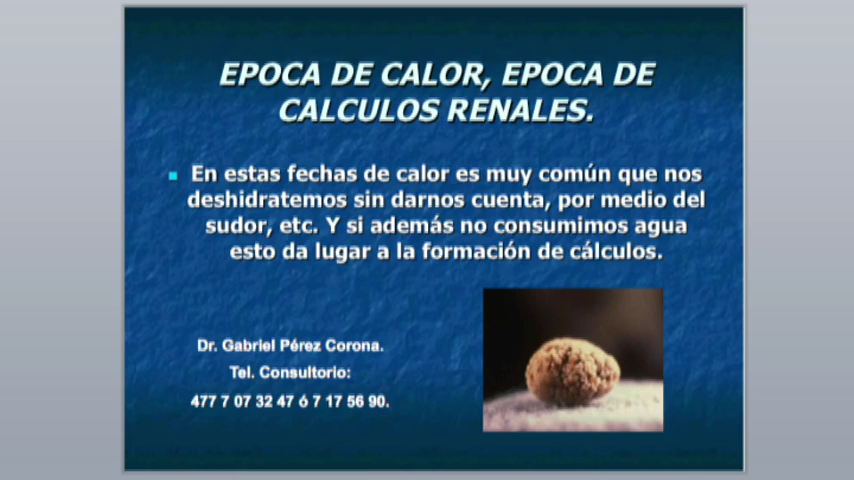 EPOCA DE CALOR, EPOCA DE
CALCULOS RENALES.
En estas fechas de calor es muy común que nos
deshidratemos sin darnos cuenta, por medio del
sudor, etc. Y si además no consumimos agua
esto da lugar a la formación de cálculos.
Dr. Gabriel Pérez Corona.
Tel. Consultorio:
477 7 07 32 47 ó 7 17 56 90.